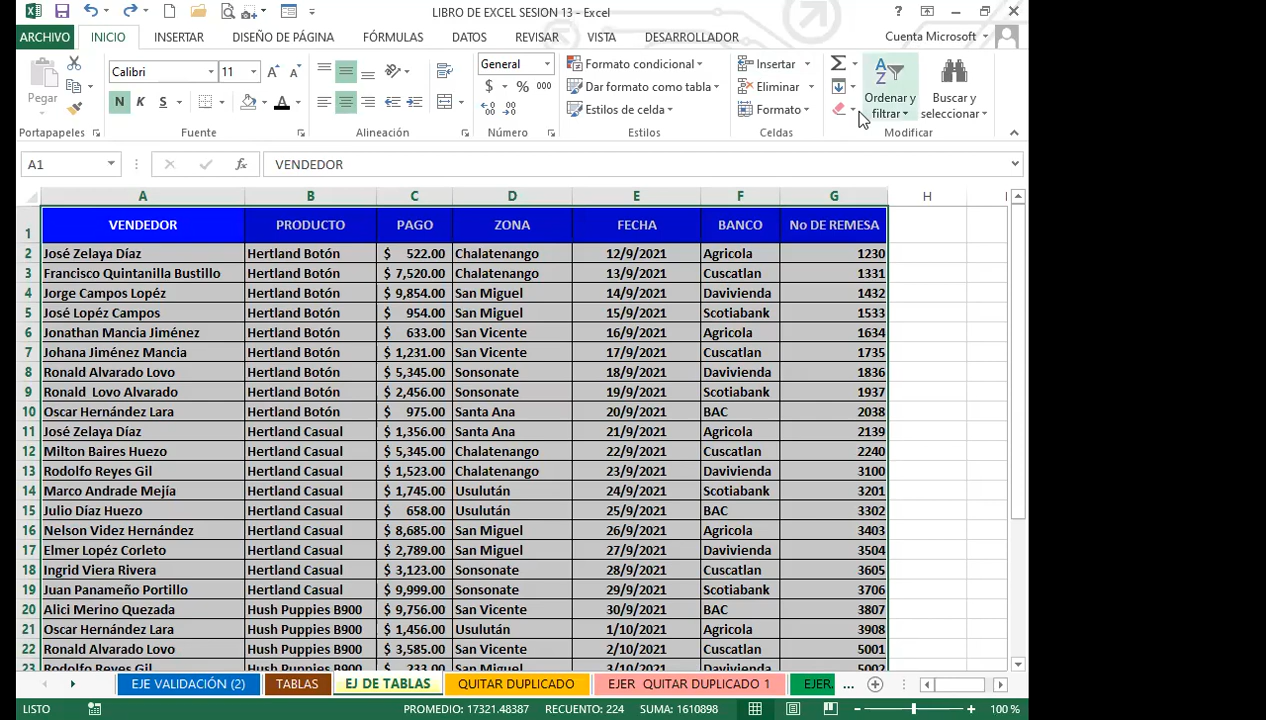 LIBRO DE EXCEL SESION 13 - Excel
ARCHIVO INICIO INSERTAR DISEÑO DE PÁGINA FÓRMULAS DATOS REVISAR VISTA DESARROLLADOR Cuenta Microsoft
Pegar
Calibri 11
N K S
General
$ % 000
Formato condicional
Dar formato como tabla
Estilos de celda
Insertar
Eliminar
Formato
Ordenar y filtrar
Buscar y seleccionar
Portapapeles Fuente Alineación Número Estilos Celdas Modificar
A1 fx VENDEDOR
A B C D E F G H I
1 VENDEDOR PRODUCTO PAGO ZONA FECHA BANCO No DE REMESA
2 José Zelaya Díaz Hertland Botón $ 522.00 Chalatenango 12/9/2021 Agricola 1230
3 Francisco Quintanilla Bustillo Hertland Botón $ 7,520.00 Chalatenango 13/9/2021 Cuscatlan 1331
4 Jorge Campos Lopéz Hertland Botón $ 9,854.00 San Miguel 14/9/2021 Davivienda 1432
5 José Lopéz Campos Hertland Botón $ 954.00 San Miguel 15/9/2021 Scotiabank 1533
6 Jonathan Mancia Jiménez Hertland Botón $ 633.00 San Vicente 16/9/2021 Agricola 1634
7 Johana Jiménez Mancia Hertland Botón $ 1,231.00 San Vicente 17/9/2021 Cuscatlan 1735
8 Ronald Alvarado Lovo Hertland Botón $ 5,345.00 Sonsonate 18/9/2021 Davivienda 1836
9 Ronald Lovo Alvarado Hertland Botón $ 2,456.00 Sonsonate 19/9/2021 Scotiabank 1937
10 Oscar Hernández Lara Hertland Botón $ 975.00 Santa Ana 20/9/2021 BAC 2038
11 José Zelaya Díaz Hertland Casual $ 1,356.00 Santa Ana 21/9/2021 Agricola 2139
12 Milton Baires Huezo Hertland Casual $ 5,345.00 Chalatenango 22/9/2021 Cuscatlan 2240
13 Rodolfo Reyes Gil Hertland Casual $ 1,523.00 Chalatenango 23/9/2021 Davivienda 3100
14 Marco Andrade Mejía Hertland Casual $ 1,745.00 Usulután 24/9/2021 Scotiabank 3201
15 Julio Díaz Huezo Hertland Casual $ 658.00 Usulután 25/9/2021 BAC 3302
16 Nelson Videz Hernández Hertland Casual $ 8,685.00 San Miguel 26/9/2021 Agricola 3403
17 Elmer Lopéz Corleto Hertland Casual $ 2,789.00 San Miguel 27/9/2021 Davivienda 3504
18 Ingrid Viera Rivera Hertland Casual $ 3,123.00 Sonsonate 28/9/2021 Cuscatlan 3605
19 Juan Panameño Portillo Hertland Casual $ 9,999.00 Sonsonate 29/9/2021 Scotiabank 3706
20 Alici Merino Quezada Hush Puppies B900 $ 9,756.00 San Vicente 30/9/2021 BAC 3807
21 Oscar Hernández Lara Hush Puppies B900 $ 1,456.00 Usulután 1/10/2021 Agricola 3908
22 Ronald Alvarado Lovo Hush Puppies B900 $ 3,585.00 Usulután 2/10/2021 Cuscatlan 5001
23 Rodolfo Reyes Gil Hush Puppies B900 $ 233.00 San Miguel 3/10/2021 Davivienda 5002
EJE VALIDACIÓN (2) TABLAS EJ DE TABLAS QUITAR DUPLICADO EJER QUITAR DUPLICADO 1 EJER. ...
LISTO PROMEDIO: 17321.48387 RECUENTO: 224 SUMA: 1610898 100 %